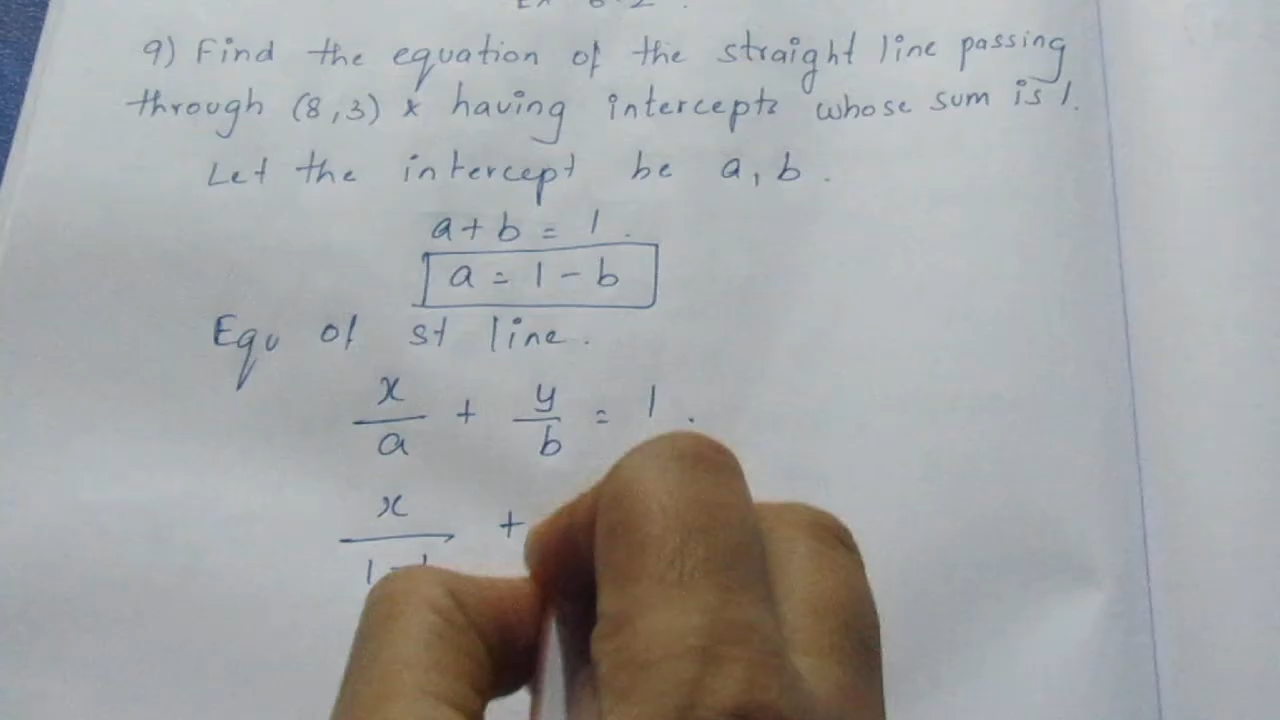 9) Find the equation of the straight line passing
through (8,3) & having intercepts whose sum is 1.
Let the intercept be a, b.
a + b = 1.
a = 1 - b
Equ of st line.
x/a + y/b = 1.
x/1 - +